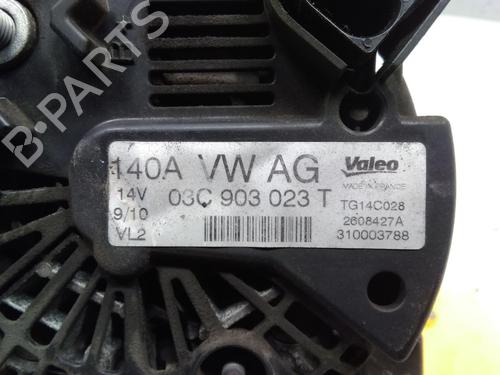 140A VW AG
Valeo
MADE IN FRANCE
14V
03C 903 023 T
9/10
TG14C028
2608427A
VL2
310003788
B-PARTS